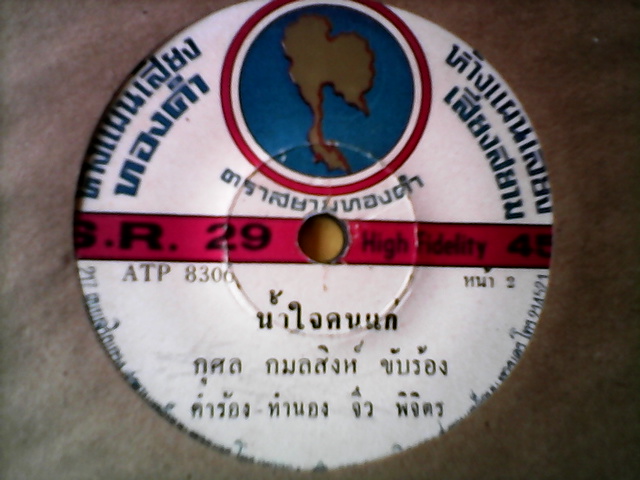 ห้างแผ่นเสียง
ทองคำ
ห้างแผ่นเสียง
เสียงสยาม
ตราสยามทองคำ
S.R. 29 High Fidelity 45
ATP 8306 หน้า 2
น้ำใจคนแก่
กุศล กมลสิงห์ ขับร้อง
คำร้อง ทำนอง จิ๋ว พิจิตร